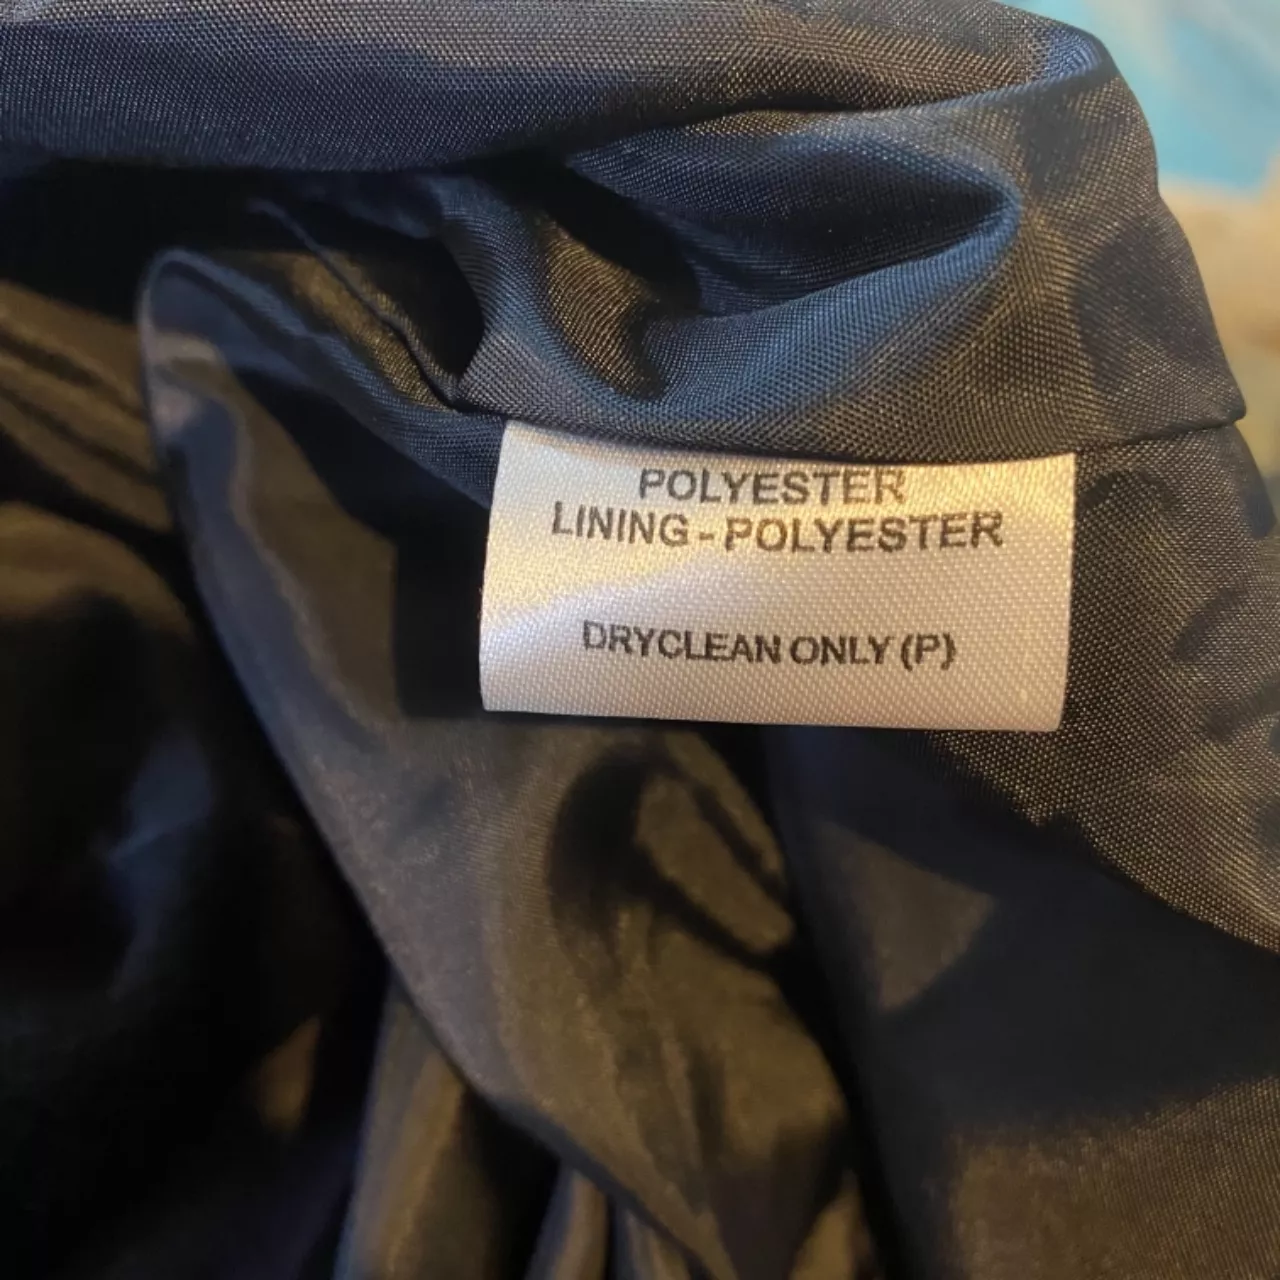 POLYESTER
LINING-POLYESTER
DRYCLEAN ONLY (P)